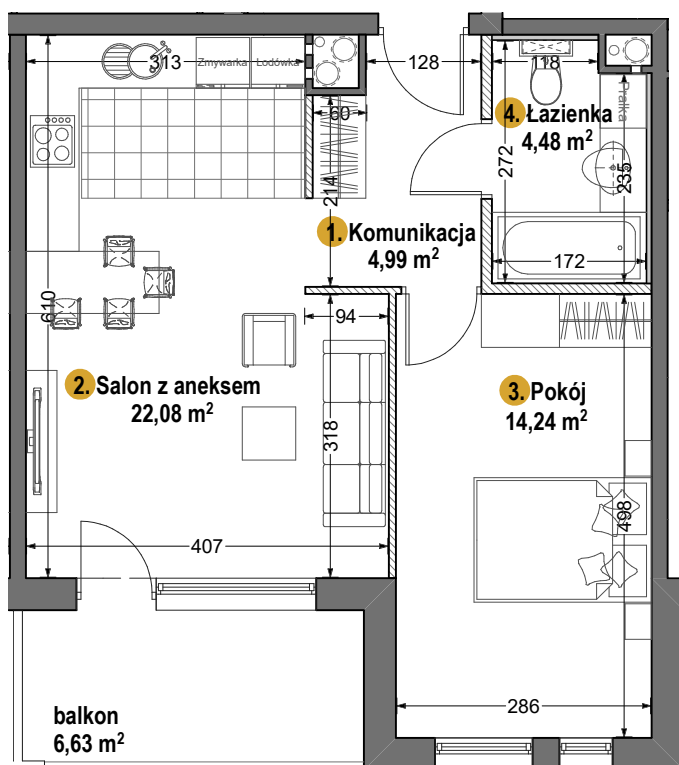 313
Zmywarka
Lodówka
128
118
60
Pralka
4. Łazienka
4,48 m²
272
235
214
1. Komunikacja
4,99 m²
172
610
94
2. Salon z aneksem
22,08 m²
3. Pokój
14,24 m²
318
498
407
286
balkon
6,63 m²